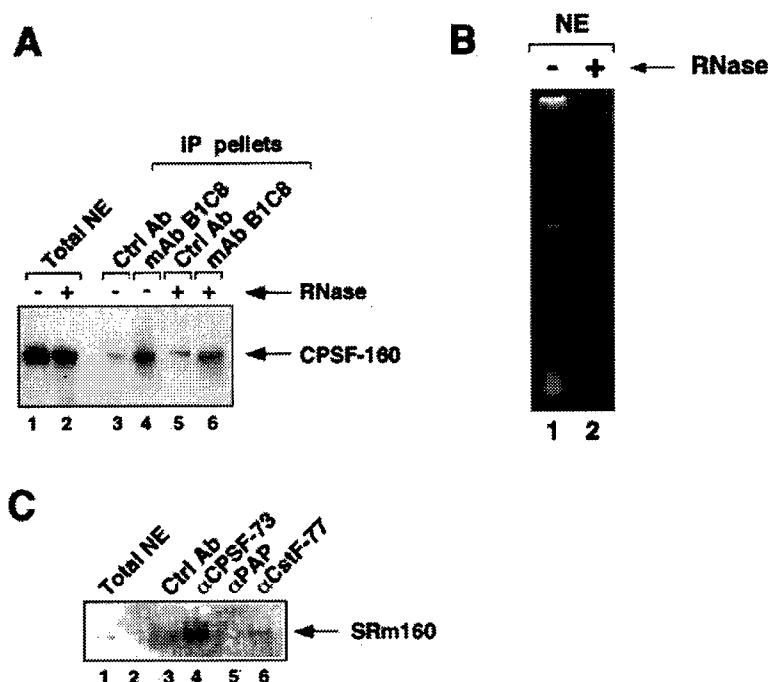 A
IP pellets
Total NE
Ctrl Ab
mAb B1C8
Ctrl Ab
mAb B1C8
- + - - + + RNase
CPSF-160
1 2 3 4 5 6
B
NE
- + RNase
1 2
C
Total NE
Ctrl Ab
αCPSF-73
αPAP
αCstF-77
SRm160
1 2 3 4 5 6